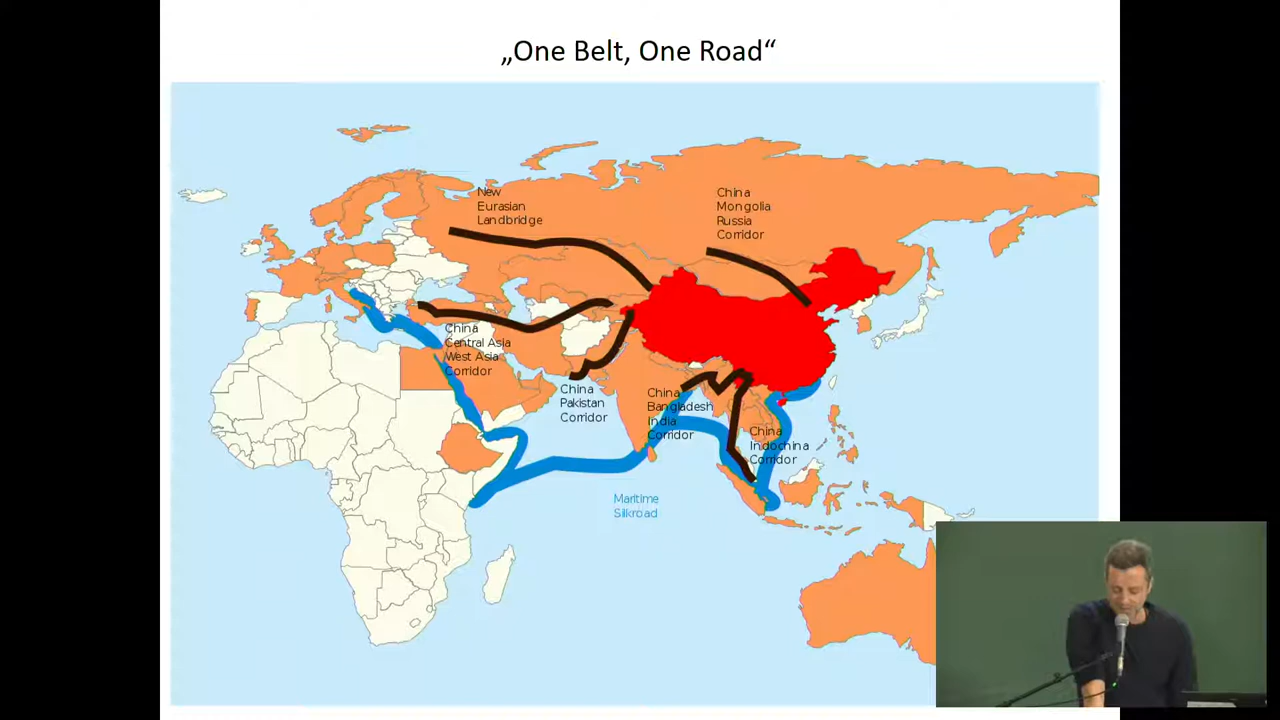 „One Belt, One Road“
New
Eurasian
Landbridge
China
Mongolia
Russia
Corridor
China
Central Asia
West Asia
Corridor
China
Pakistan
Corridor
China
Bangladesh
India
Corridor
China
Indochina
Corridor
Maritime
Silkroad